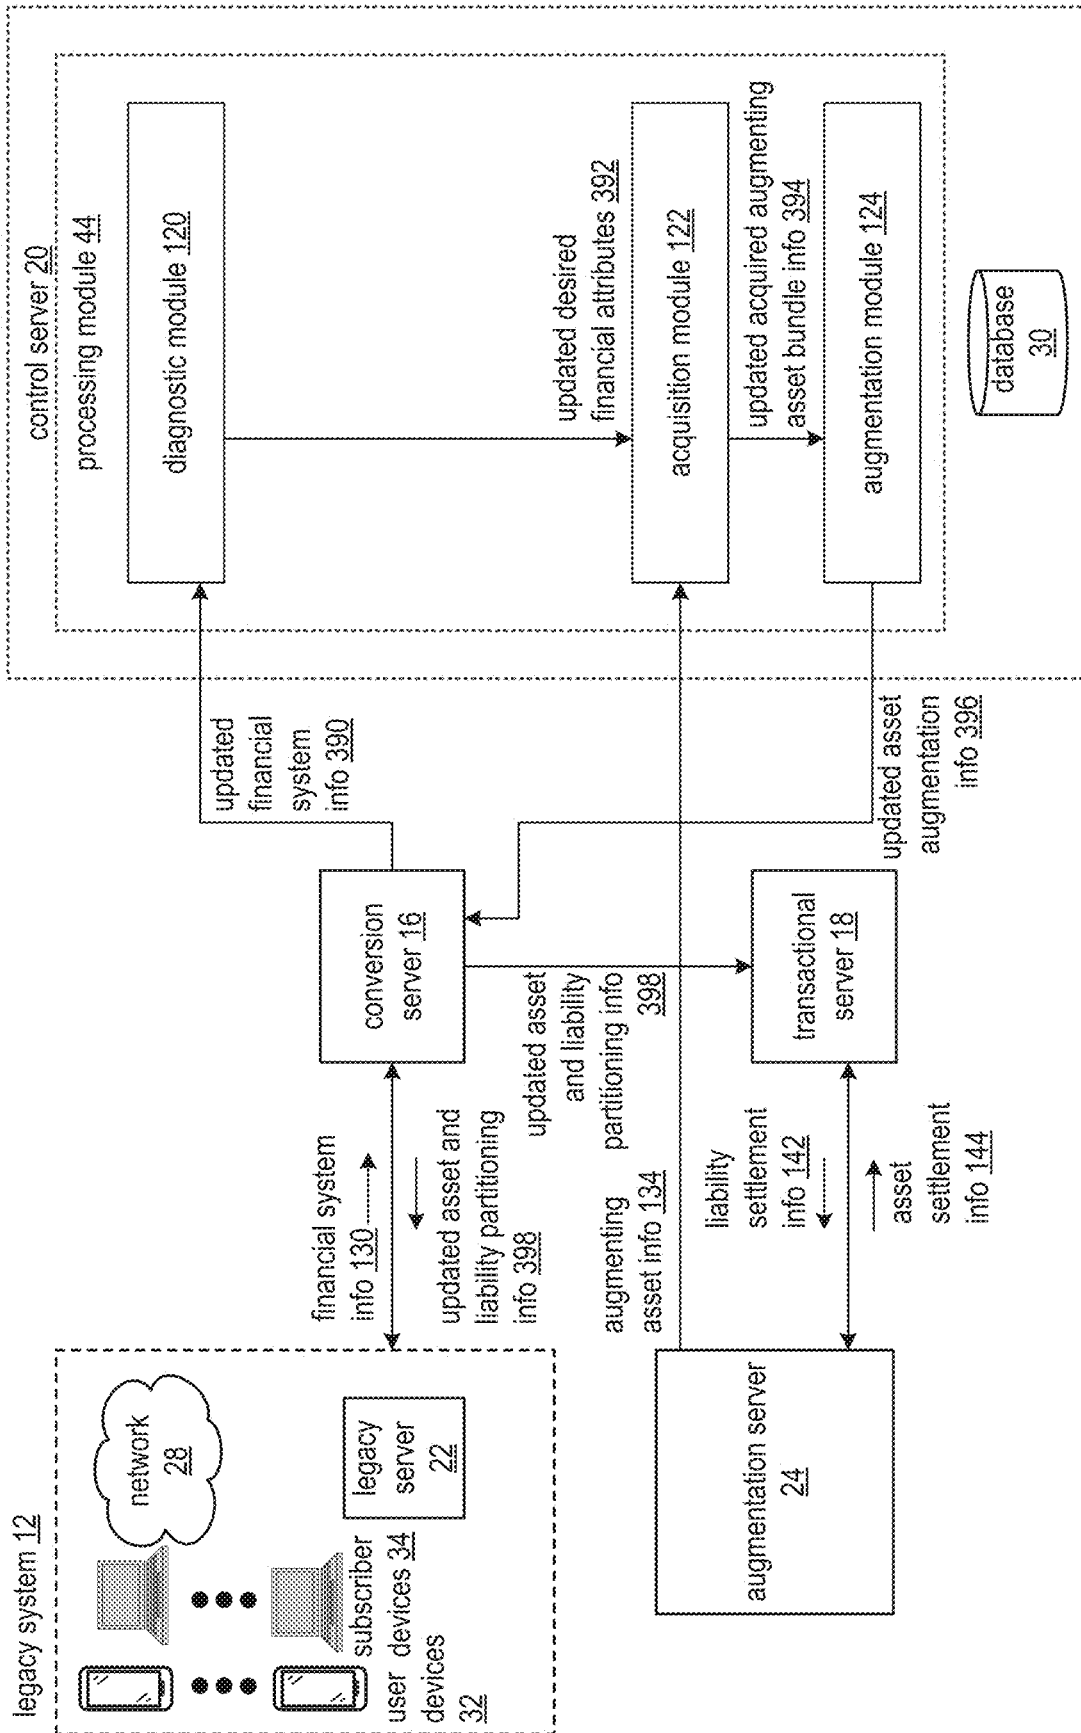 legacy system 12
network
28
legacy
server
22
subscriber
devices 34
user
devices
32
financial system
info 130
updated asset and
liability partitioning
info 398
conversion
server 16
updated
financial
system
info 390
control server 20
processing module 44
diagnostic module 120
updated desired
financial attributes 392
acquisition module 122
updated acquired augmenting
asset bundle info 394
augmentation module 124
database
30
updated asset
augmentation
info 396
updated asset
and liability
partitioning info
398
transactional
server 18
augmenting
asset info 134
liability
settlement
info 142
asset
settlement
info 144
augmentation server
24